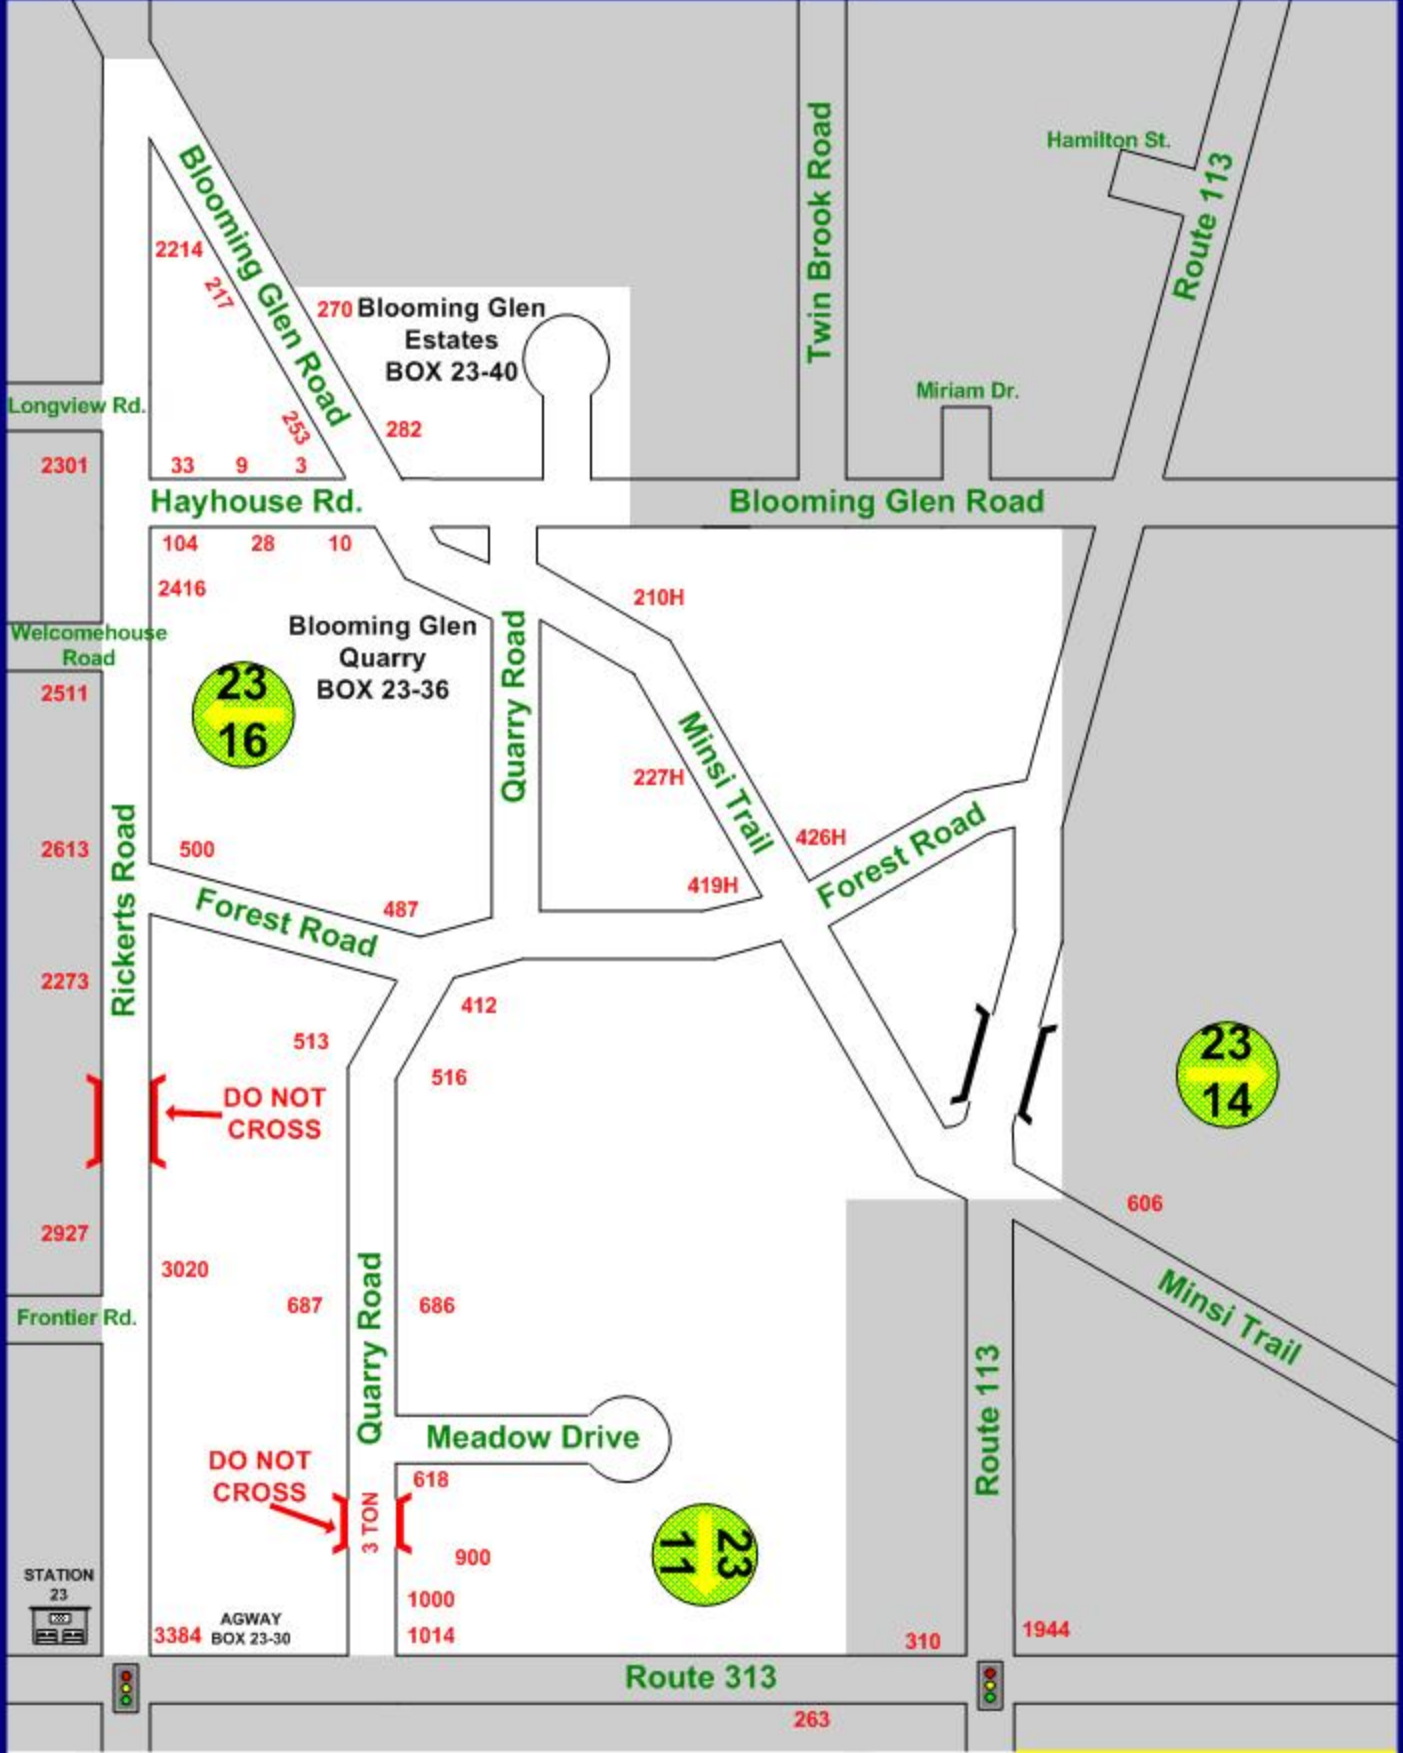 Hamilton St.
Route 113
Twin Brook Road
Blooming Glen Road
2214
217
270
Blooming Glen
Estates
BOX 23-40
Longview Rd.
Miriam Dr.
253
282
2301
33 9 3
Hayhouse Rd.
Blooming Glen Road
104 28 10
2416
210H
Welcomehouse
Road
Blooming Glen
Quarry
BOX 23-36
Quarry Road
2511
23
16
Minsi Trail
227H
2613
500
426H
Forest Road
Rickerts Road
419H
487
Forest Road
2273
412
513
23
14
516
DO NOT
CROSS
606
2927
3020
687
686
Frontier Rd.
Quarry Road
Minsi Trail
Route 113
Meadow Drive
DO NOT
CROSS
618
3 TON
23
11
900
STATION
23
1000
AGWAY
BOX 23-30
3384
1014
310
1944
Route 313
263